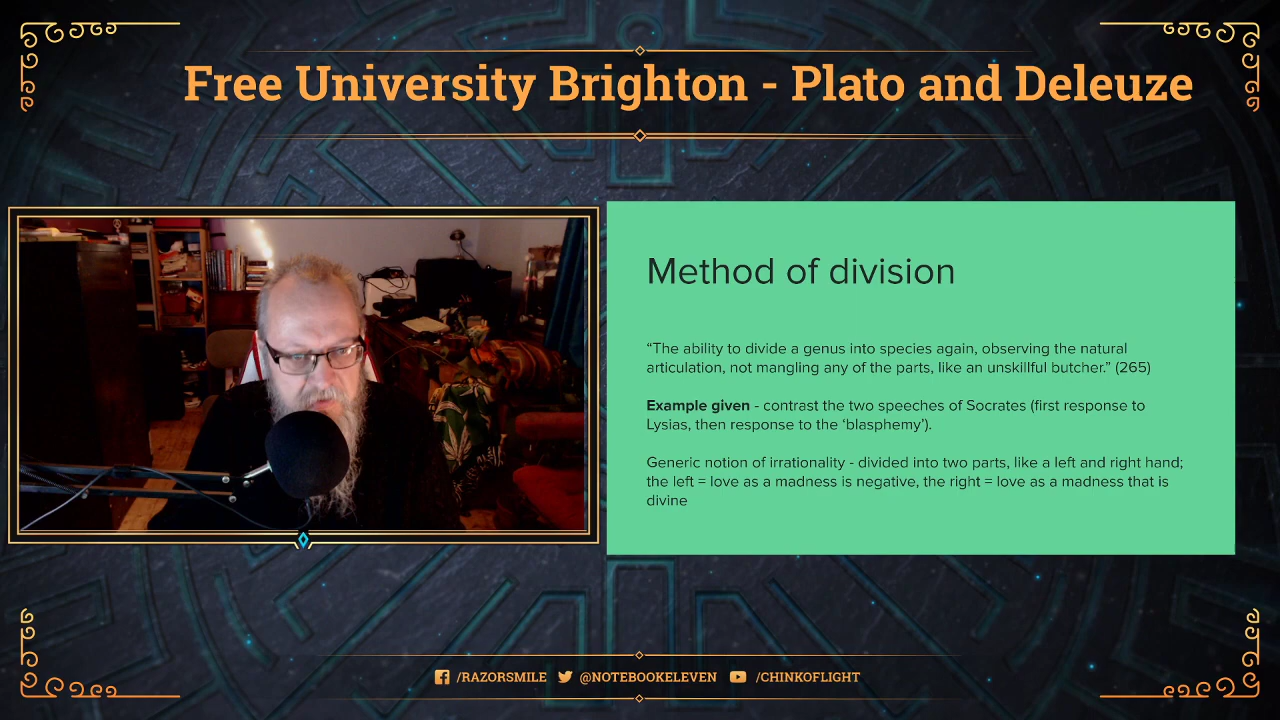 Free University Brighton - Plato and Deleuze
Method of division
“The ability to divide a genus into species again, observing the natural
articulation, not mangling any of the parts, like an unskillful butcher.” (265)
Example given - contrast the two speeches of Socrates (first response to
Lysias, then response to the ‘blasphemy’).
Generic notion of irrationality - divided into two parts, like a left and right hand;
the left = love as a madness is negative, the right = love as a madness that is
divine
/RAZORSMILE @NOTEBOOKELEVEN /CHINKOFLIGHT